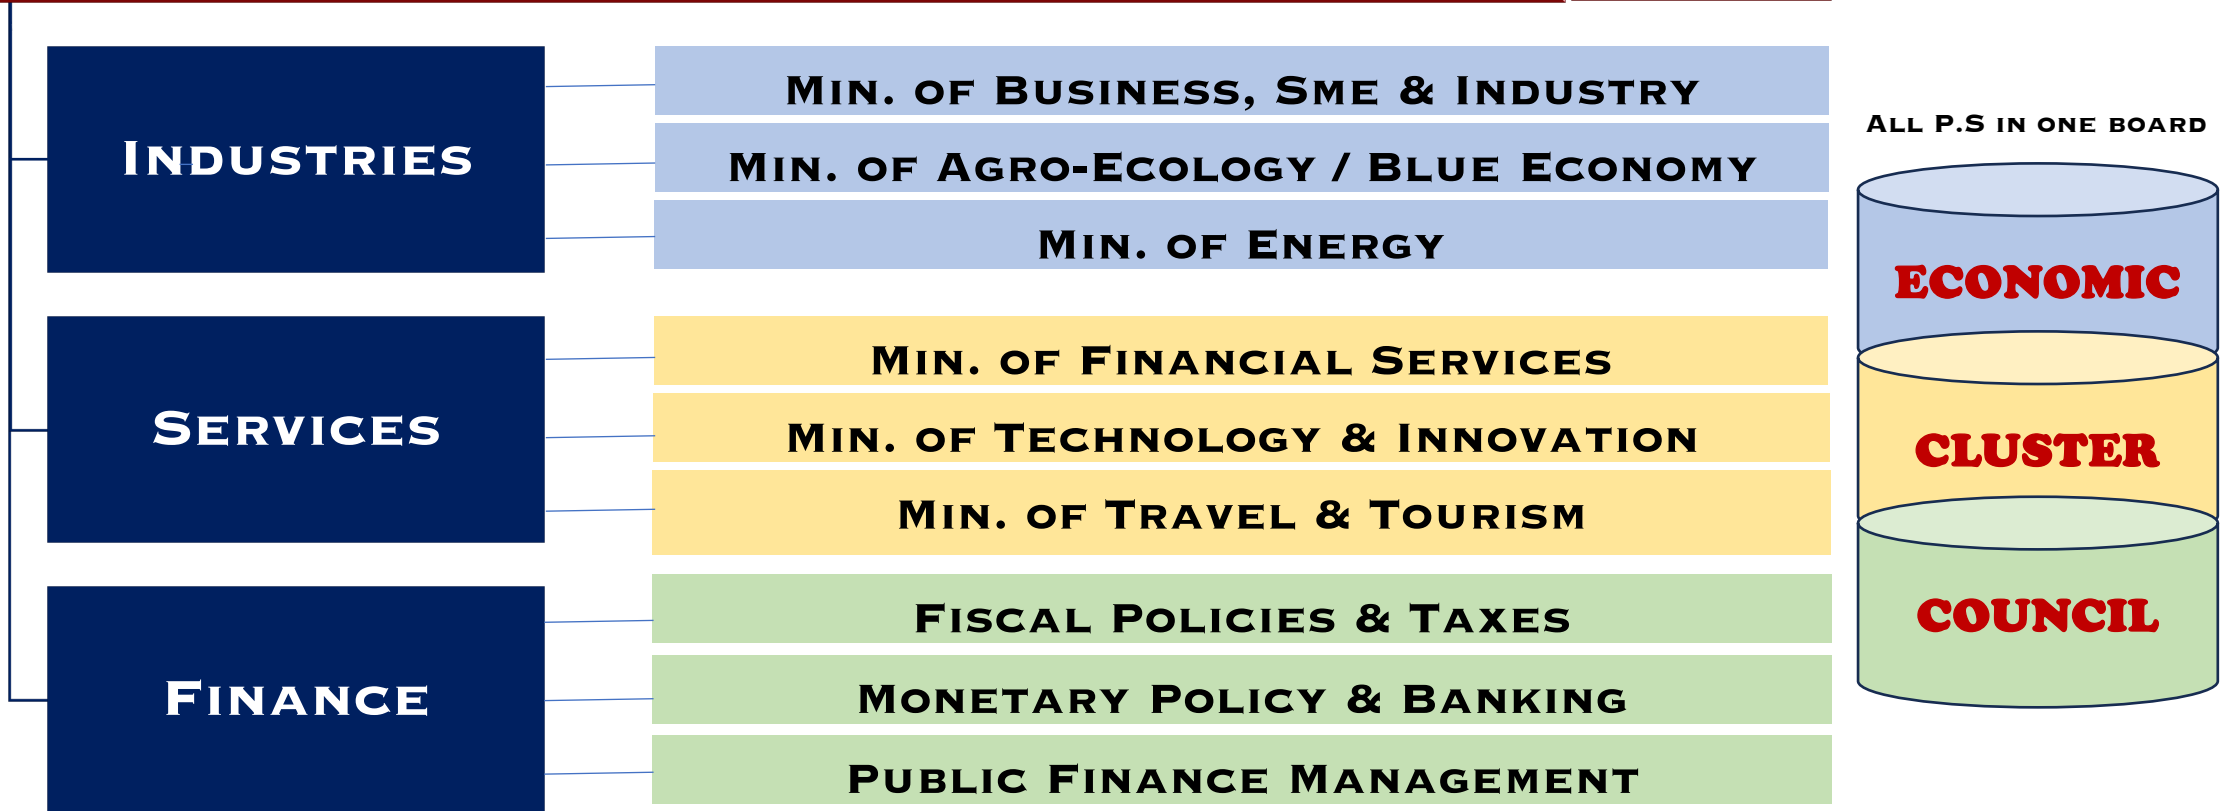 INDUSTRIES
MIN. OF BUSINESS, SME & INDUSTRY
MIN. OF AGRO-ECOLOGY / BLUE ECONOMY
MIN. OF ENERGY
SERVICES
MIN. OF FINANCIAL SERVICES
MIN. OF TECHNOLOGY & INNOVATION
MIN. OF TRAVEL & TOURISM
FINANCE
FISCAL POLICIES & TAXES
MONETARY POLICY & BANKING
PUBLIC FINANCE MANAGEMENT
ALL P.S IN ONE BOARD
ECONOMIC
CLUSTER
COUNCIL